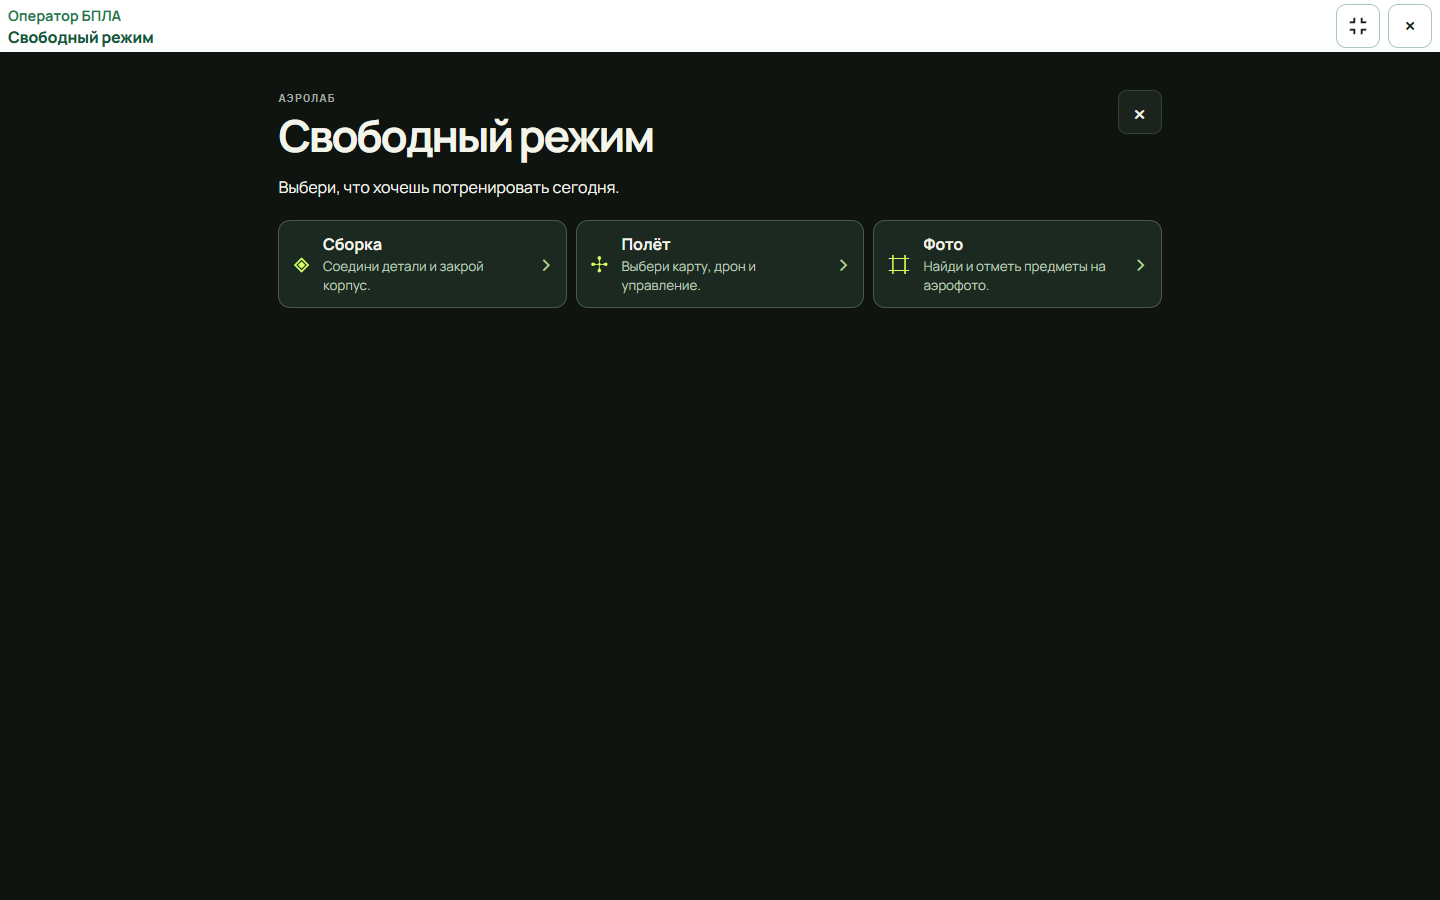 Оператор БПЛА
Свободный режим
АЭРОЛАБ
Свободный режим
Выбери, что хочешь потренировать сегодня.
Сборка
Соедини детали и закрой
корпус.
Полёт
Выбери карту, дрон и
управление.
Фото
Найди и отметь предметы на
аэрофото.